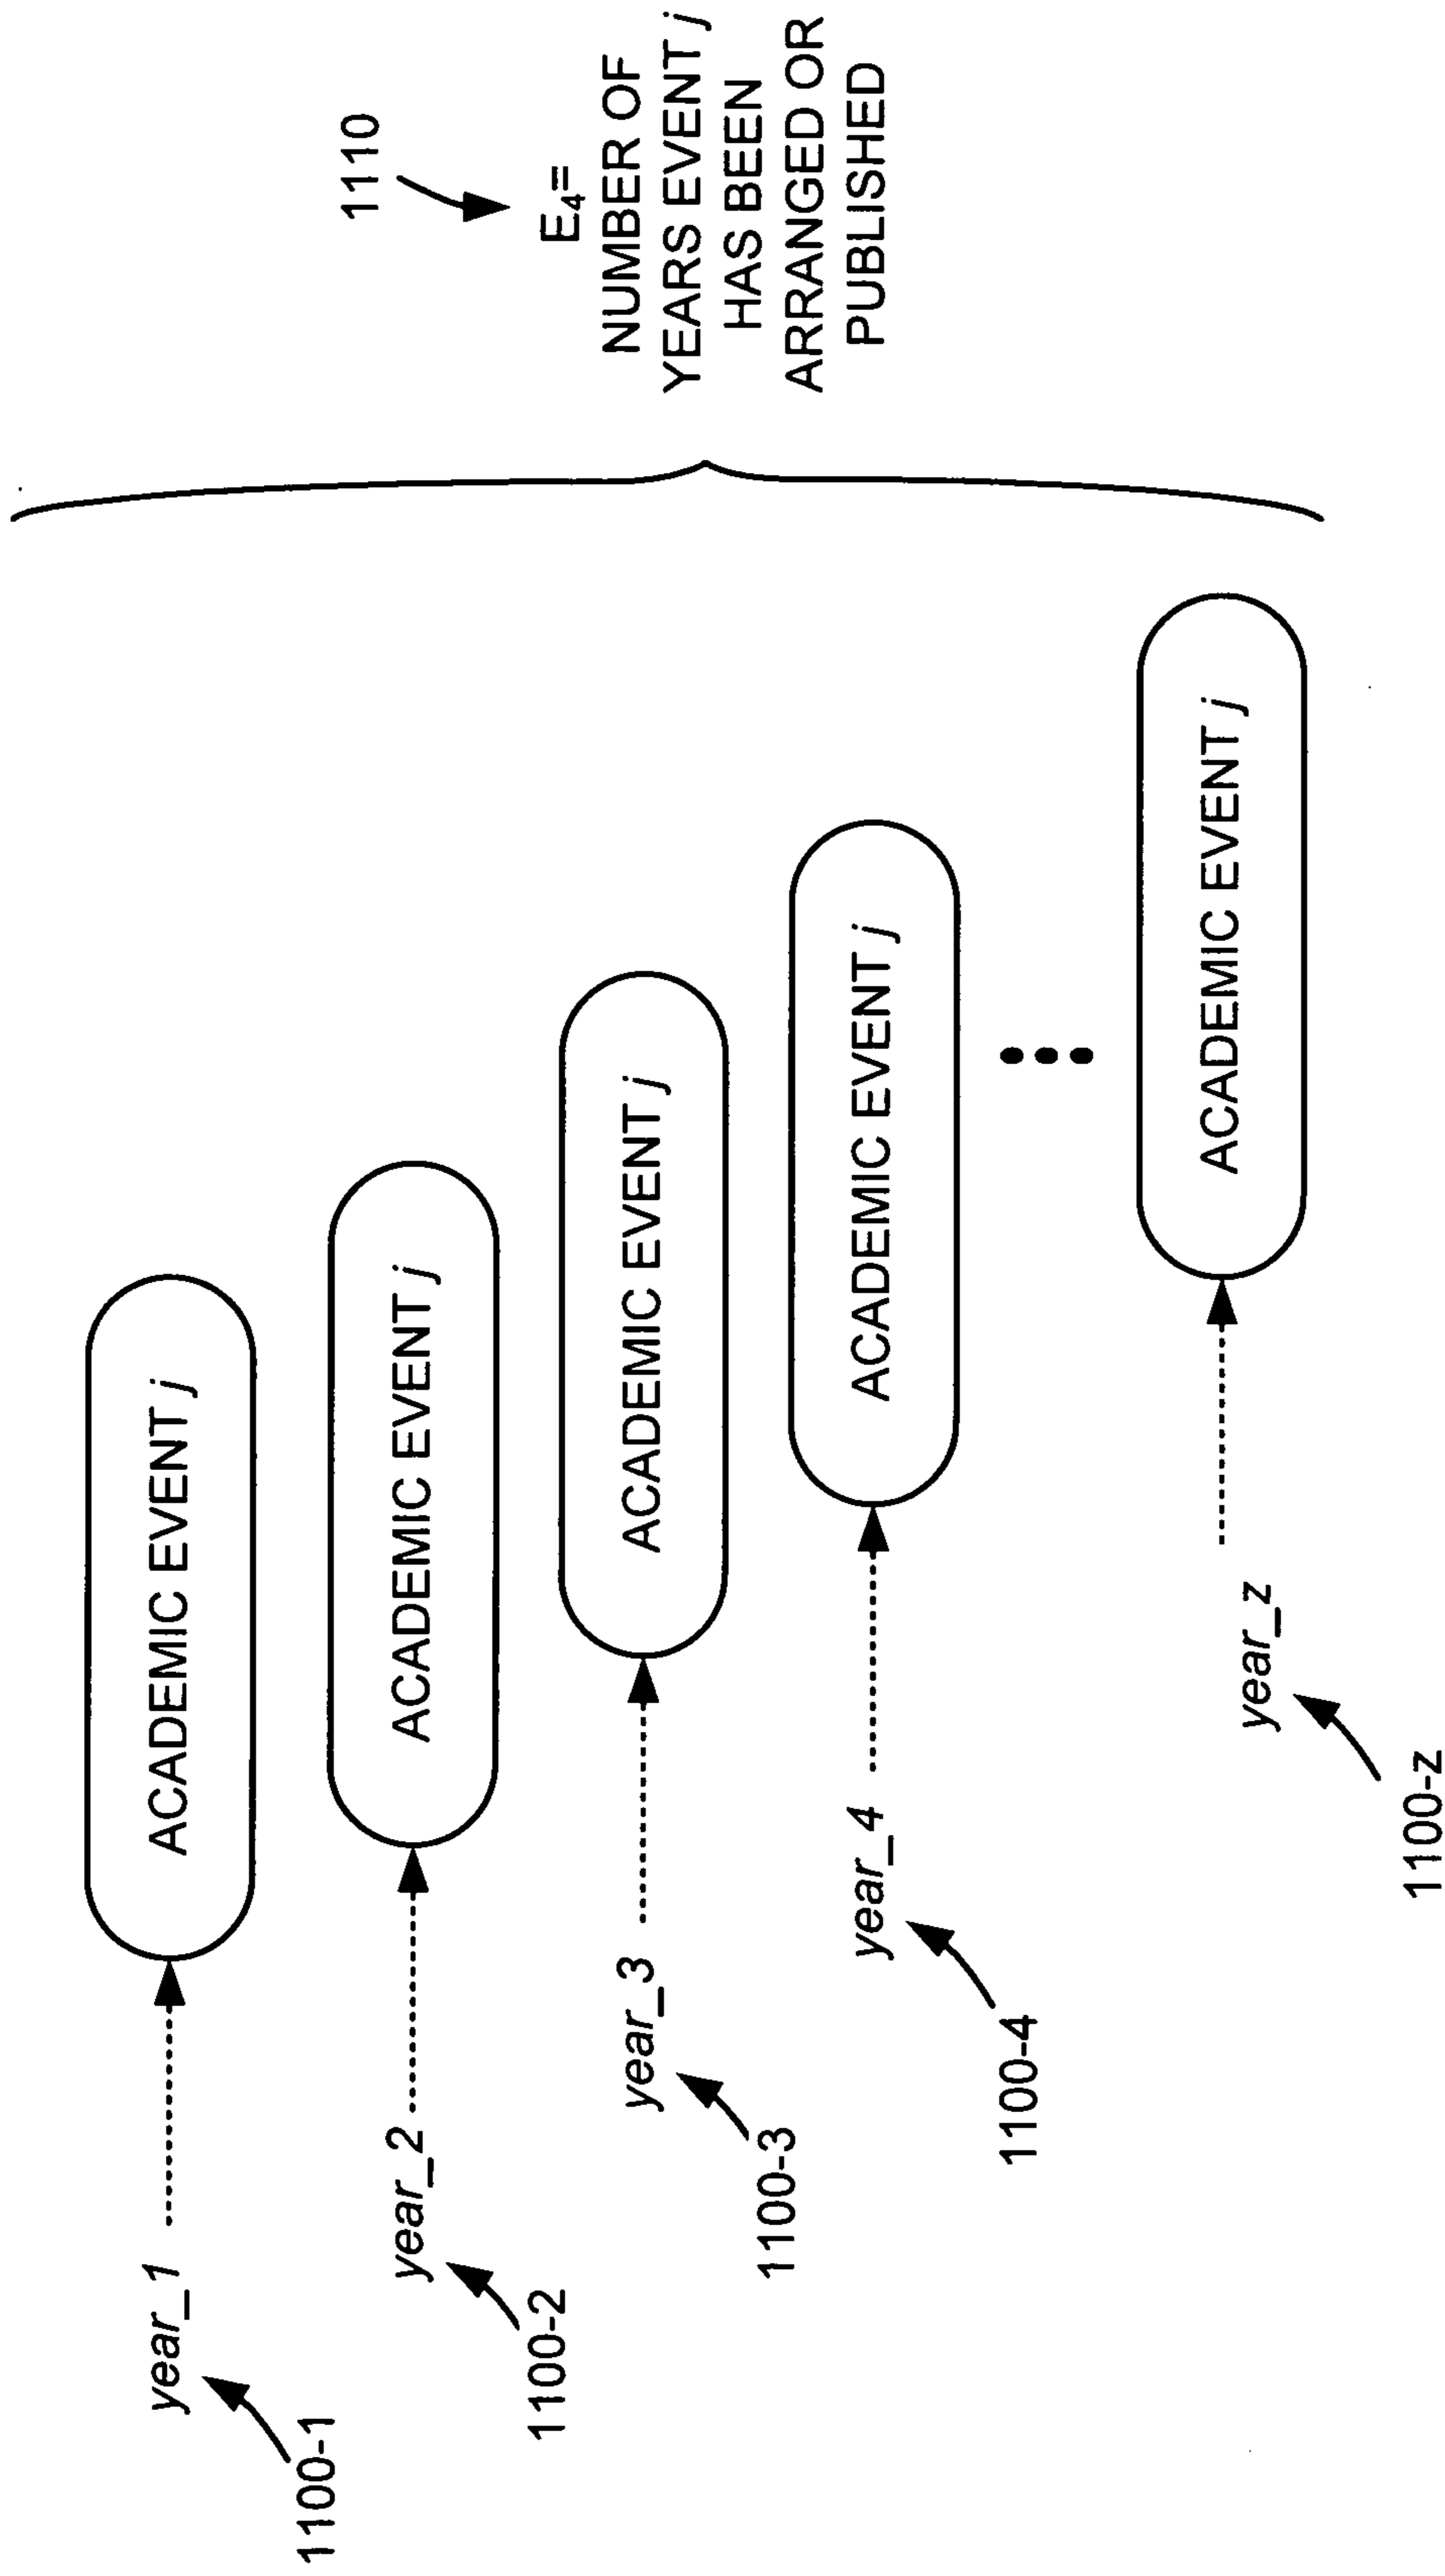 1100-1
year_1
ACADEMIC EVENT j
1100-2
year_2
ACADEMIC EVENT j
1100-3
year_3
ACADEMIC EVENT j
1100-4
year_4
ACADEMIC EVENT j
1100-z
year_z
ACADEMIC EVENT j
1110
E₄=
NUMBER OF
YEARS EVENT j
HAS BEEN
ARRANGED OR
PUBLISHED